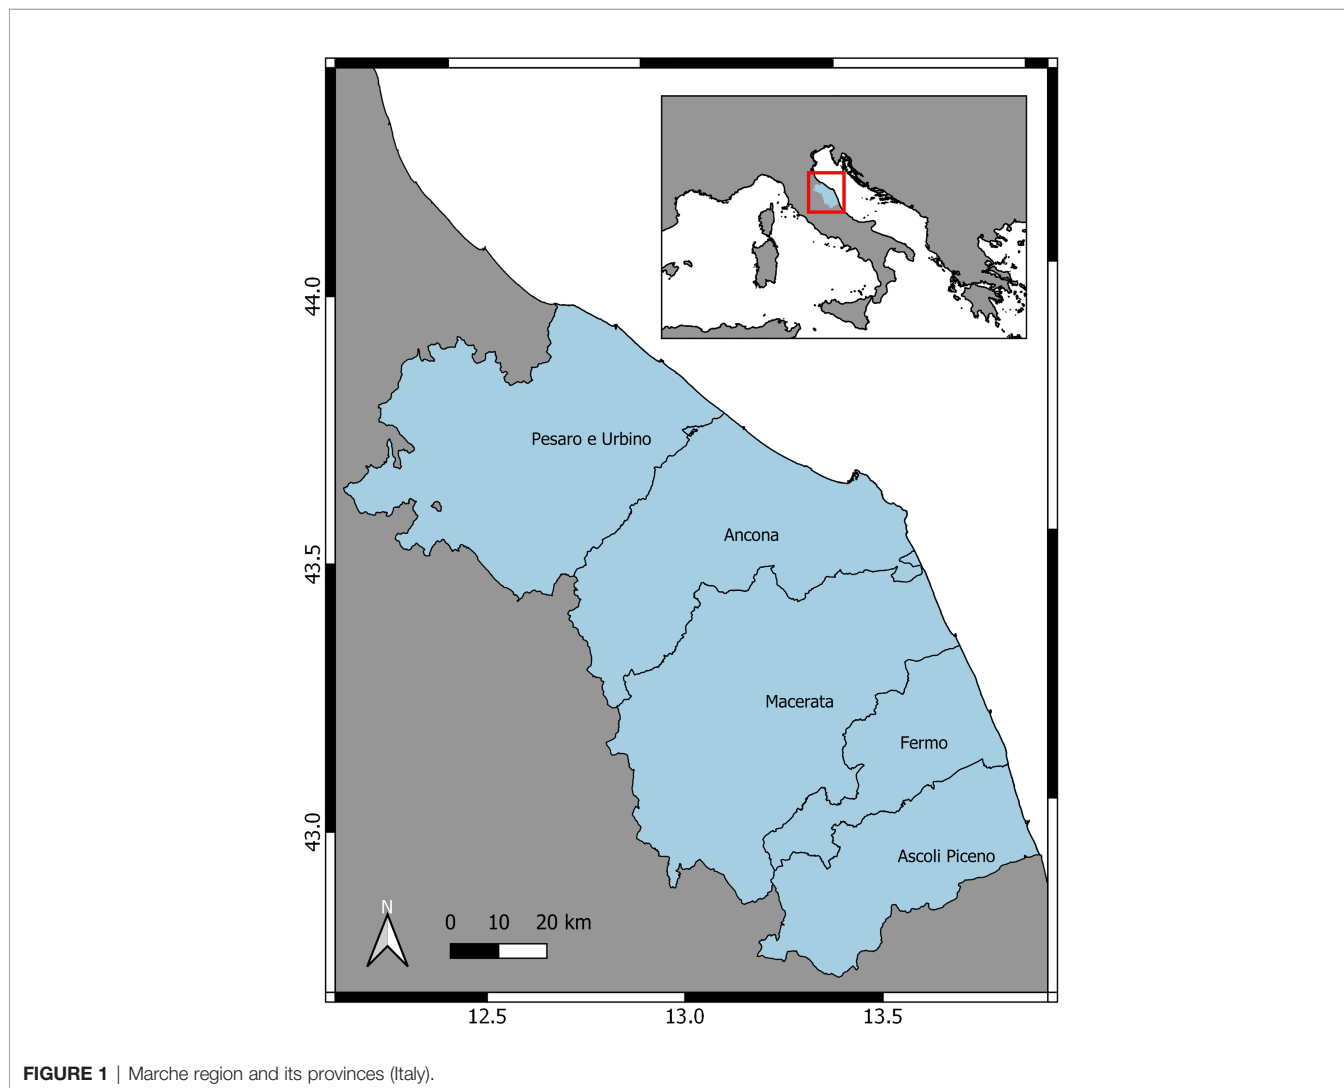 44.0
43.5
43.0
Pesaro e Urbino
Ancona
Macerata
Fermo
Ascoli Piceno
N
0 10 20 km
12.5 13.0 13.5
FIGURE 1 | Marche region and its provinces (Italy).